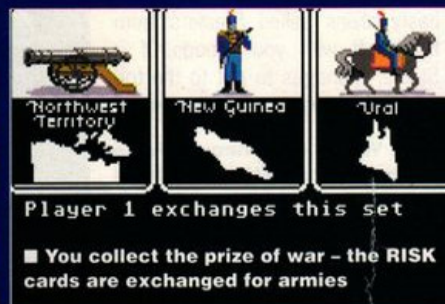 Northwest
Territory
New Guinea
Ural
Player 1 exchanges this set
■ You collect the prize of war – the RISK
cards are exchanged for armies